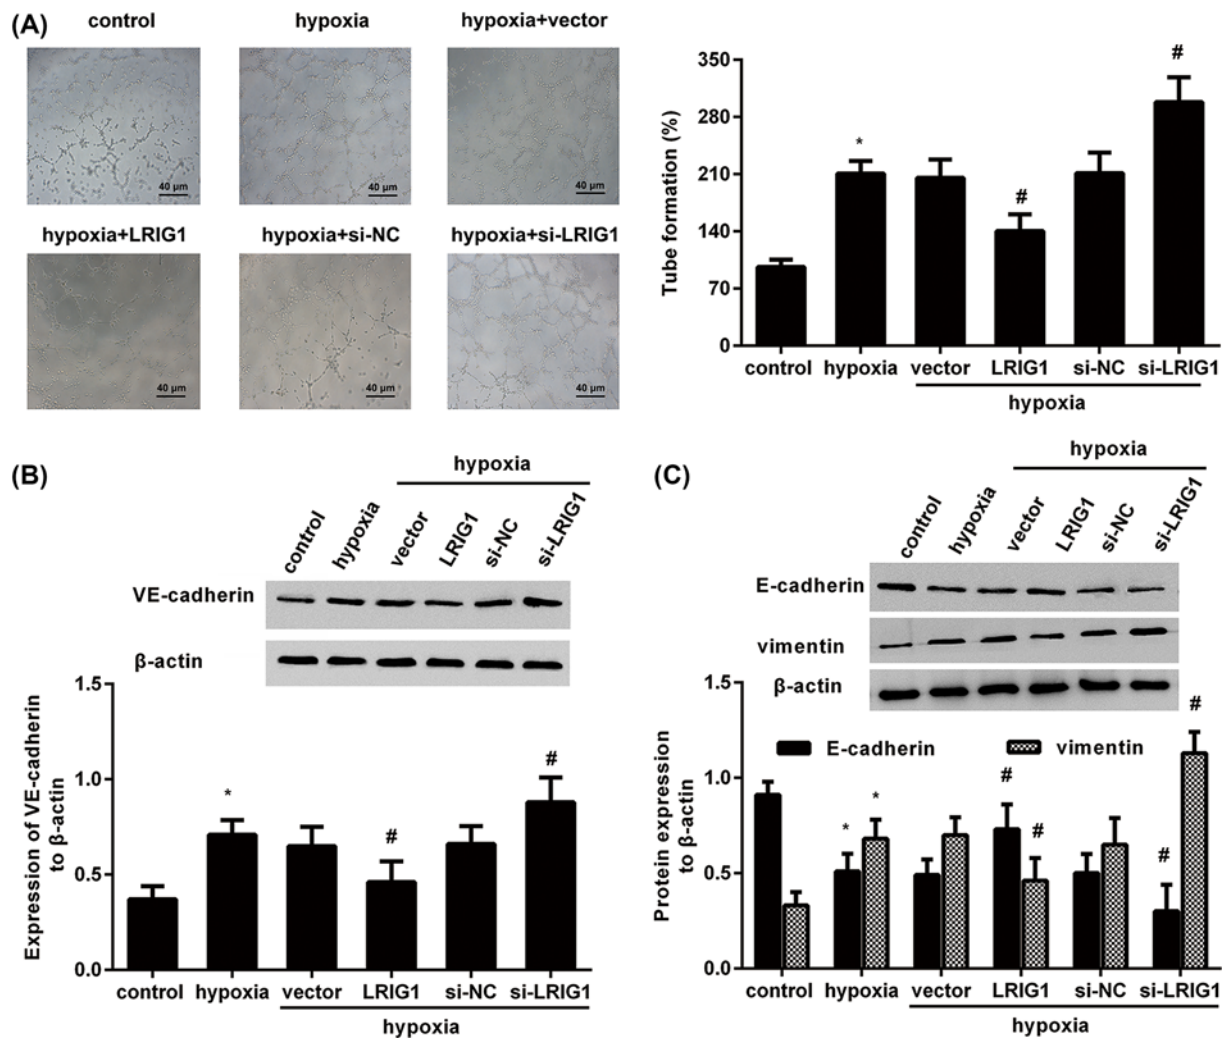 (A)
control
hypoxia
hypoxia+vector
40 µm
40 µm
40 µm
hypoxia+LRIG1
hypoxia+si-NC
hypoxia+si-LRIG1
40 µm
40 µm
40 µm
Tube formation (%)
350
280
210
140
70
0
*
#
#
control
hypoxia
vector
LRIG1
si-NC
si-LRIG1
hypoxia
(B)
hypoxia
control
hypoxia
vector
LRIG1
si-NC
si-LRIG1
VE-cadherin
β-actin
Expression of VE-cadherin
to β-actin
1.5
1.0
0.5
0.0
*
#
#
control
hypoxia
vector
LRIG1
si-NC
si-LRIG1
hypoxia
(C)
hypoxia
control
hypoxia
vector
LRIG1
si-NC
si-LRIG1
E-cadherin
vimentin
β-actin
Protein expression
to β-actin
1.5
1.0
0.5
0.0
E-cadherin
vimentin
*
*
#
#
#
#
control
hypoxia
vector
LRIG1
si-NC
si-LRIG1
hypoxia